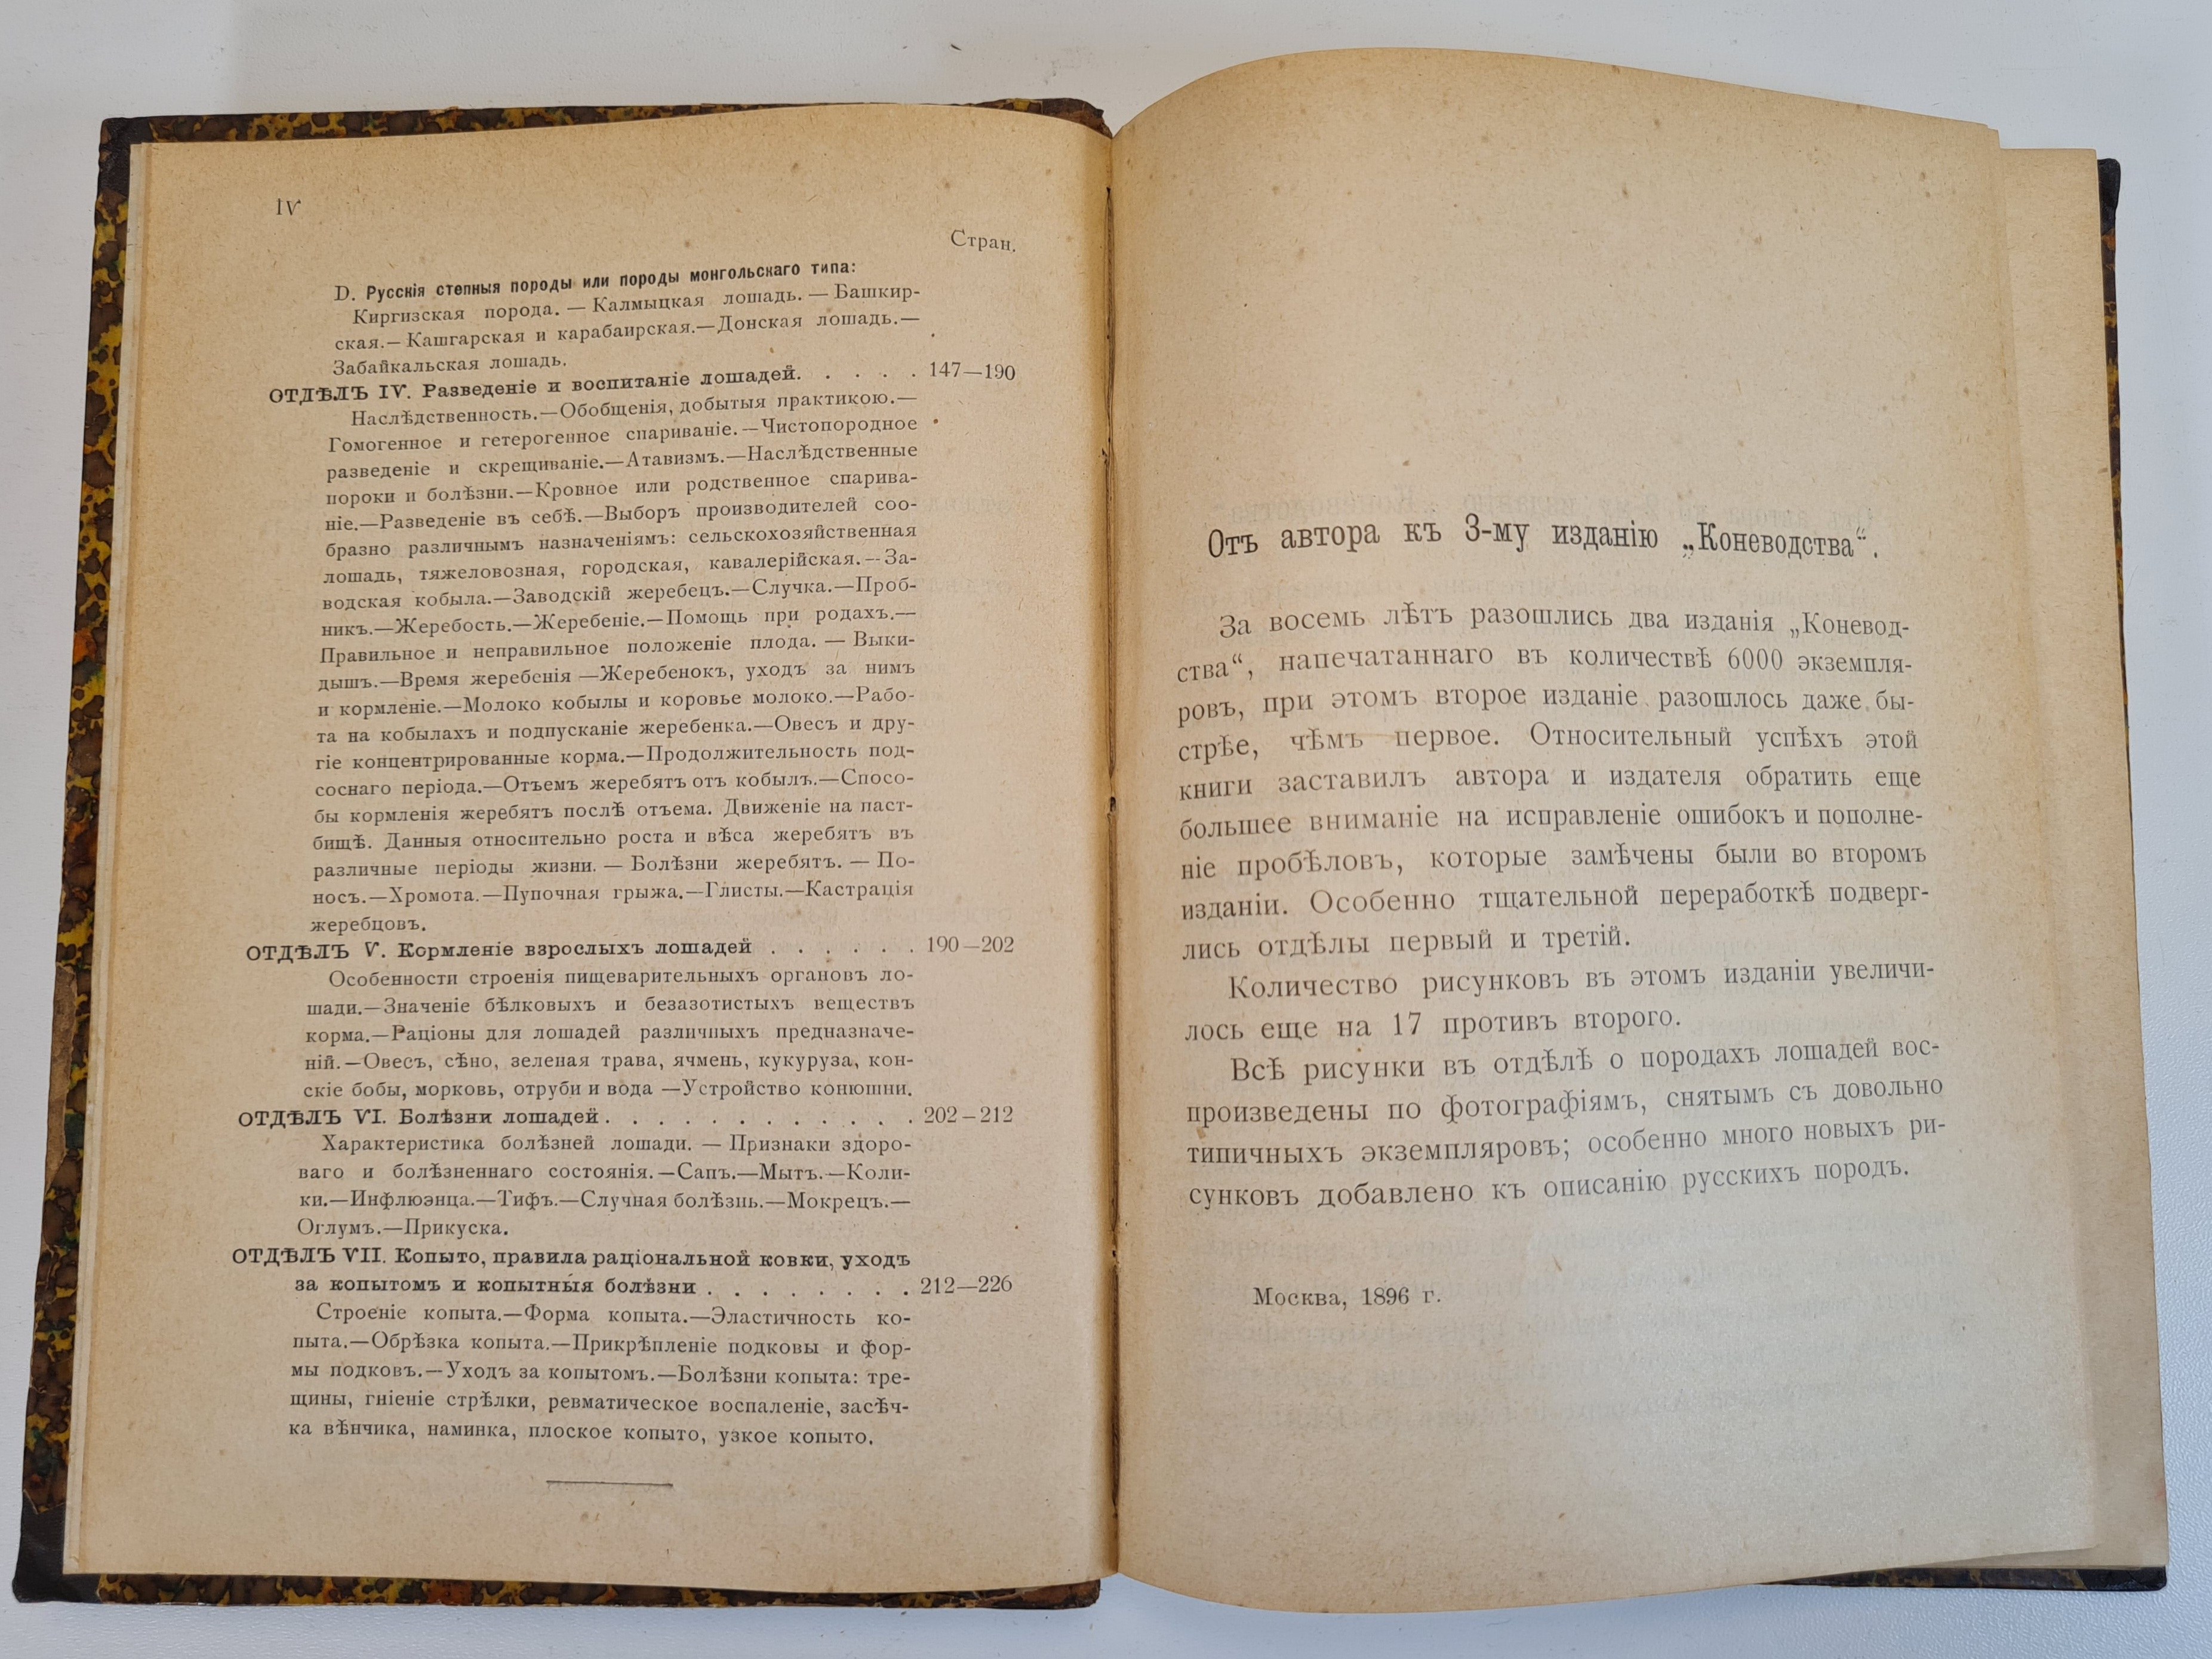 IV
Стран.
D. Русскія степныя породы или породы монгольскаго типа:
Киргизская порода. — Калмыцкая лошадь. — Башкир-
ская.— Кашгарская и карабаирская.—Донская лошадь.—
Забайкальская лошадь.
ОТДѢЛЪ IV. Разведеніе и воспитаніе лошадей. . . . . 147—190
Наслѣдственность.—Обобщенія, добытыя практикою.—
Гомогенное и гетерогенное спариваніе.—Чистопородное
разведеніе и скрещиваніе.—Атавизмъ.—Наслѣдственные
пороки и болѣзни.—Кровное или родственное спарива-
ніе.—Разведеніе въ себѣ.—Выборъ производителей соо-
бразно различнымъ назначеніямъ: сельскохозяйственная
лошадь, тяжеловозная, городская, кавалерійская.—За-
водская кобыла.—Заводскій жеребецъ.—Случка.—Проб-
никъ.—Жеребость.—Жеребеніе.—Помощь при родахъ.—
Правильное и неправильное положеніе плода. — Выки-
дышъ.—Время жеребенія —Жеребенокъ, уходъ за нимъ
и кормленіе.—Молоко кобылы и коровье молоко.—Рабо-
та на кобылахъ и подпусканіе жеребенка.—Овесъ и дру-
гіе концентрированные корма.—Продолжительность под-
соснаго періода.—Отъемъ жеребятъ отъ кобылъ.—Спосо-
бы кормленія жеребятъ послѣ отъема. Движеніе на паст-
бищѣ. Данныя относительно роста и вѣса жеребятъ въ
различные періоды жизни. — Болѣзни жеребятъ. — По-
носъ.—Хромота.—Пупочная грыжа.—Глисты.—Кастрація
жеребцовъ.
ОТДѢЛЪ V. Кормленіе взрослыхъ лошадей . . . . . . 190—202
Особенности строенія пищеварительныхъ органовъ ло-
шади.—Значеніе бѣлковыхъ и безазотистыхъ веществъ
корма.—Раціоны для лошадей различныхъ предназначе-
ній.—Овесъ, сѣно, зеленая трава, ячмень, кукуруза, кон-
скіе бобы, морковь, отруби и вода —Устройство конюшни.
ОТДѢЛЪ VI. Болѣзни лошадей . . . . . . . . . . . . 202—212
Характеристика болѣзней лошади. — Признаки здоро-
ваго и болѣзненнаго состоянія.—Сапъ.—Мытъ.—Коли-
ки.—Инфлюэнца.—Тифъ.—Случная болѣзнь.—Мокрецъ.—
Оглумъ.—Прикуска.
ОТДѢЛЪ VII. Копыто, правила раціональной ковки, уходъ
за копытомъ и копытныя болѣзни . . . . . . . . 212—226
Строеніе копыта.—Форма копыта.—Эластичность ко-
пыта.—Обрѣзка копыта.—Прикрѣпленіе подковы и фор-
мы подковъ.—Уходъ за копытомъ.—Болѣзни копыта: тре-
щины, гніеніе стрѣлки, ревматическое воспаленіе, засѣч-
ка вѣнчика, наминка, плоское копыто, узкое копыто.
Отъ автора къ 3-му изданію „Коневодства“.
За восемь лѣтъ разошлись два изданія „Коневод-
ства“, напечатаннаго въ количествѣ 6000 экземпля-
ровъ, при этомъ второе изданіе разошлось даже бы-
стрѣе, чѣмъ первое. Относительный успѣхъ этой
книги заставилъ автора и издателя обратить еще
большее вниманіе на исправленіе ошибокъ и пополне-
ніе пробѣловъ, которые замѣчены были во второмъ
изданіи. Особенно тщательной переработкѣ подверг-
лись отдѣлы первый и третій.
Количество рисунковъ въ этомъ изданіи увеличи-
лось еще на 17 противъ второго.
Всѣ рисунки въ отдѣлѣ о породахъ лошадей вос-
произведены по фотографіямъ, снятымъ съ довольно
типичныхъ экземпляровъ; особенно много новыхъ ри-
сунковъ добавлено къ описанію русскихъ породъ.
Москва, 1896 г.